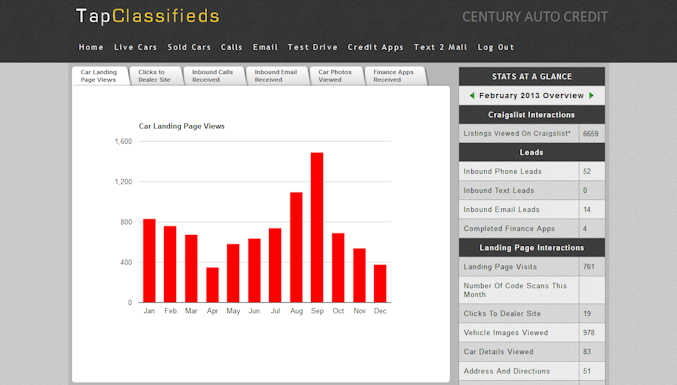 TapClassifieds
CENTURY AUTO CREDIT
Home Live Cars Sold Cars Calls Email Test Drive Credit Apps Text 2 Mail Log Out
Car Landing
Page Views
Clicks to
Dealer Site
Inbound Calls
Received
Inbound Email
Received
Car Photos
Viewed
Finance Apps
Received
Car Landing Page Views
1,600
1,200
800
400
0
Jan Feb Mar Apr May Jun Jul Aug Sep Oct Nov Dec
STATS AT A GLANCE
February 2013 Overview
Craigslist Interactions
Listings Viewed On Craigslist* 6659
Leads
Inbound Phone Leads 52
Inbound Text Leads 0
Inbound Email Leads 14
Completed Finance Apps 4
Landing Page Interactions
Landing Page Visits 761
Number Of Code Scans This
Month
Clicks To Dealer Site 19
Vehicle Images Viewed 978
Car Details Viewed 83
Address And Directions 51